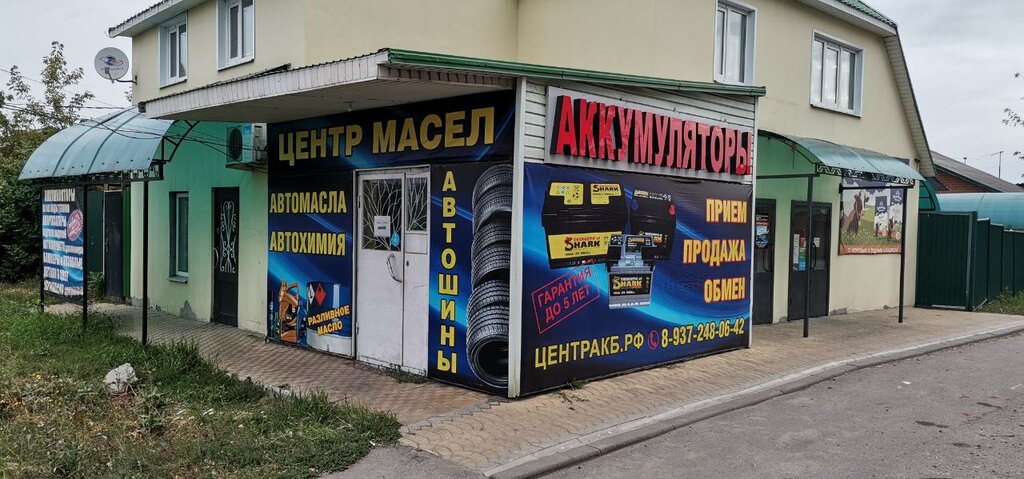 ЦЕНТР МАСЕЛ
АВТОМАСЛА
АВТОХИМИЯ
РАЗЛИВНОЕ
МАСЛО
АВТОШИНЫ
АККУМУЛЯТОРЫ
SHARK
SHARK
SHARK
ПРИЕМ
ПРОДАЖА
ОБМЕН
ГАРАНТИЯ
ДО 5 ЛЕТ!
ЦЕНТРАКБ.РФ 8-937-248-06-42